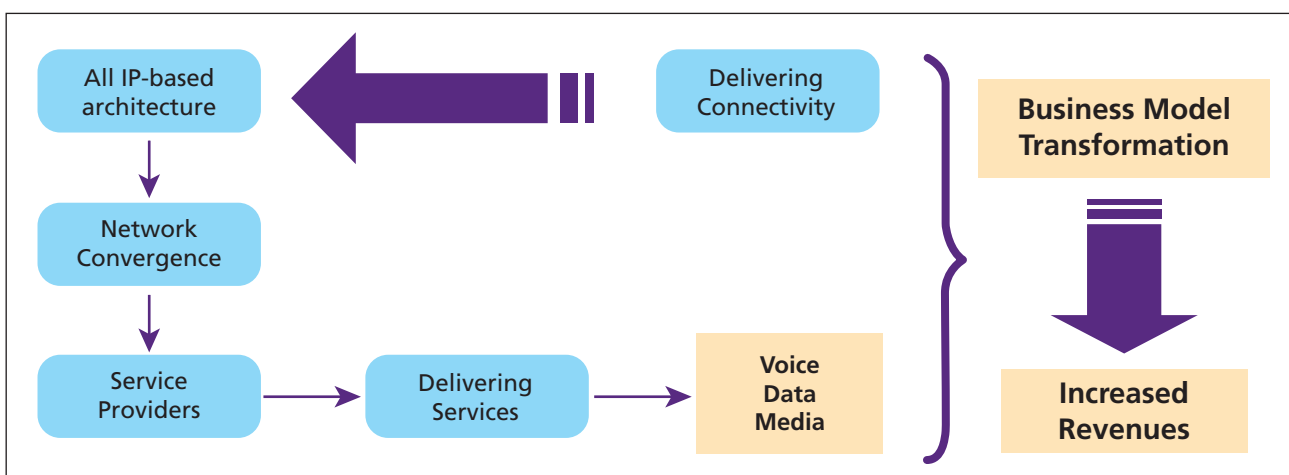 All IP-based
architecture
Delivering
Connectivity
Business Model
Transformation
Network
Convergence
Service
Providers
Delivering
Services
Voice
Data
Media
Increased
Revenues